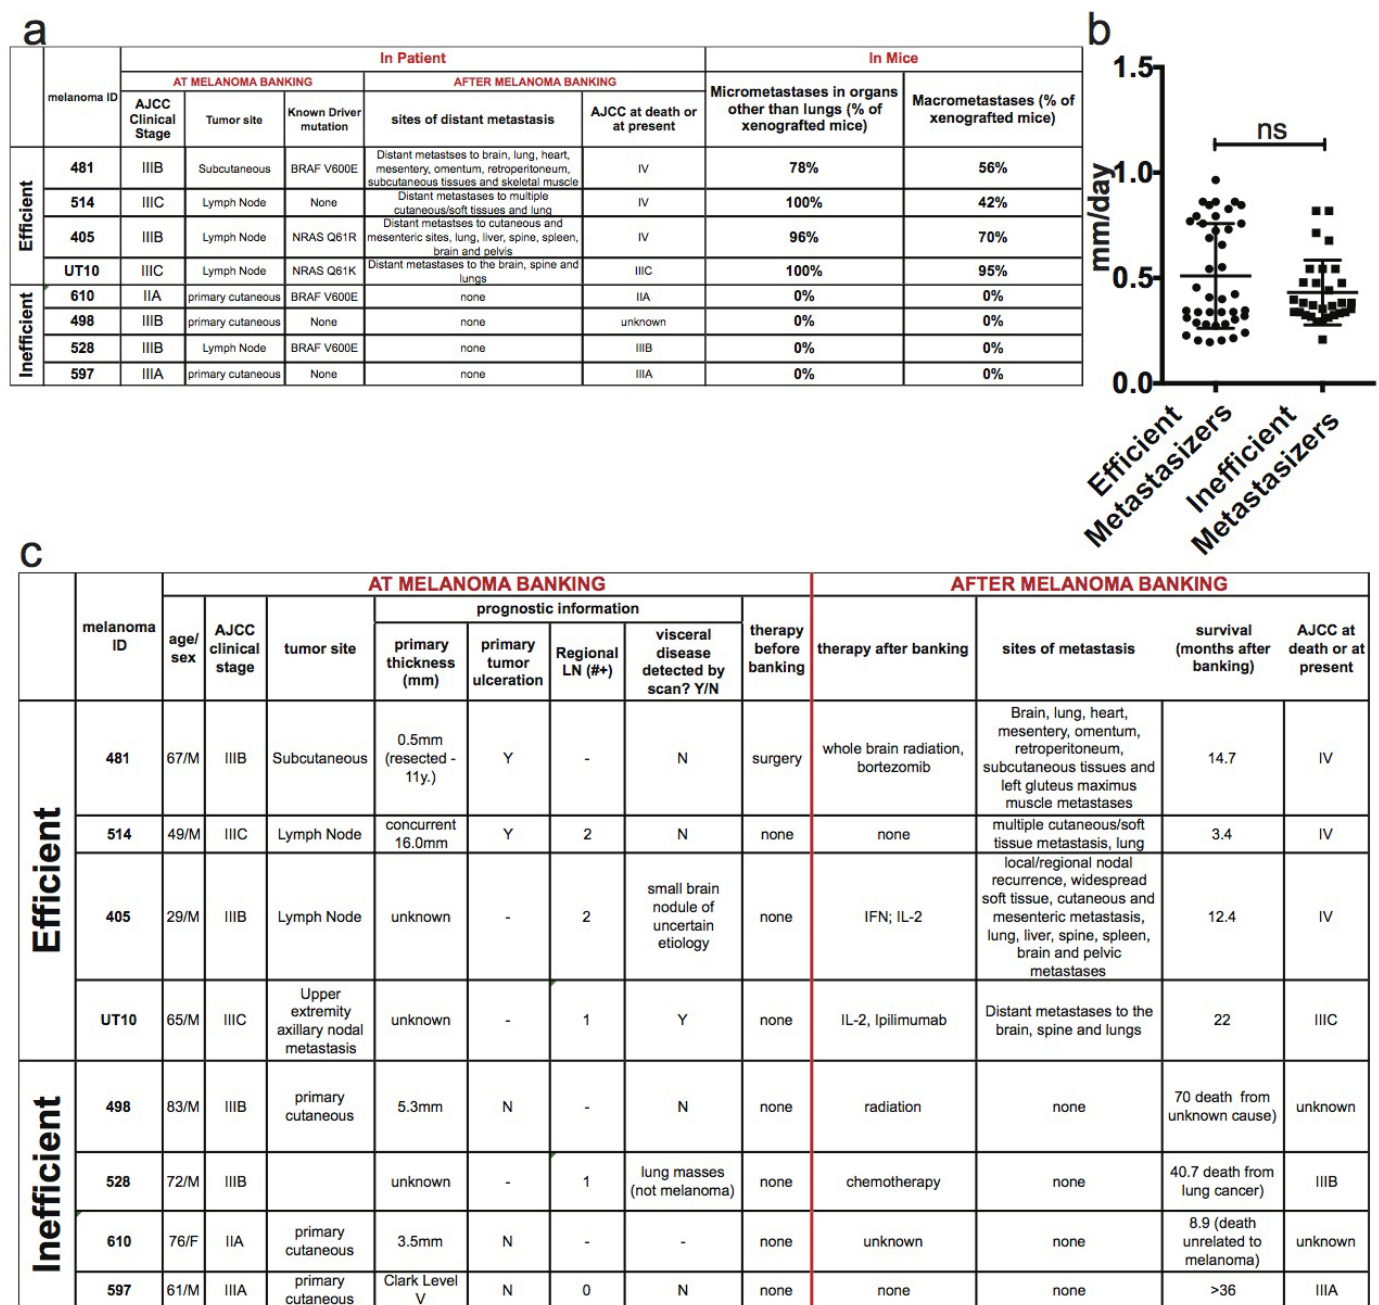 a
In Patient
In Mice
melanoma ID
AT MELANOMA BANKING
AFTER MELANOMA BANKING
AJCC Clinical Stage
Tumor site
Known Driver mutation
sites of distant metastasis
AJCC at death or at present
Micrometastases in organs other than lungs (% of xenografted mice)
Macrometastases (% of xenografted mice)
Efficient
481 IIIB Subcutaneous BRAF V600E Distant metastses to brain, lung, heart, mesentery, omentum, retroperitoneum, subcutaneous tissues and skeletal muscle IV 78% 56%
514 IIIC Lymph Node None Distant metastases to multiple cutaneous/soft tissues and lung IV 100% 42%
405 IIIB Lymph Node NRAS Q61R Distant metastses to cutaneous and mesenteric sites, lung, liver, spine, spleen, brain and pelvis IV 96% 70%
UT10 IIIC Lymph Node NRAS Q61K Distant metastases to the brain, spine and lungs IIIC 100% 95%
Inefficient
610 IIA primary cutaneous BRAF V600E none IIA 0% 0%
498 IIIB primary cutaneous None none unknown 0% 0%
528 IIIB Lymph Node BRAF V600E none IIIB 0% 0%
597 IIIA primary cutaneous None none IIIA 0% 0%
b
mm/day
1.5
1.0
0.5
0.0
ns
Efficient
Metastasizers
Inefficient
Metastasizers
c
AT MELANOMA BANKING
AFTER MELANOMA BANKING
melanoma ID
age/ sex
AJCC clinical stage
tumor site
prognostic information
primary thickness (mm)
primary tumor ulceration
Regional LN (#+)
visceral disease detected by scan? Y/N
therapy before banking
therapy after banking
sites of metastasis
survival (months after banking)
AJCC at death or at present
Efficient
481 67/M IIIB Subcutaneous 0.5mm (resected - 11y.) Y - N surgery whole brain radiation, bortezomib Brain, lung, heart, mesentery, omentum, retroperitoneum, subcutaneous tissues and left gluteus maximus muscle metastases 14.7 IV
514 49/M IIIC Lymph Node concurrent 16.0mm Y 2 N none none multiple cutaneous/soft tissue metastasis, lung 3.4 IV
405 29/M IIIB Lymph Node unknown - 2 small brain nodule of uncertain etiology none IFN; IL-2 local/regional nodal recurrence, widespread soft tissue, cutaneous and mesenteric metastasis, lung, liver, spine, spleen, brain and pelvic metastases 12.4 IV
UT10 65/M IIIC Upper extremity axillary nodal metastasis unknown - 1 Y none IL-2, Ipilimumab Distant metastases to the brain, spine and lungs 22 IIIC
Inefficient
498 83/M IIIB primary cutaneous 5.3mm N - N none radiation none 70 death from unknown cause) unknown
528 72/M IIIB unknown - 1 lung masses (not melanoma) none chemotherapy none 40.7 death from lung cancer) IIIB
610 76/F IIA primary cutaneous 3.5mm N - - none unknown none 8.9 (death unrelated to melanoma) unknown
597 61/M IIIA primary cutaneous Clark Level V N 0 N none none none >36 IIIA